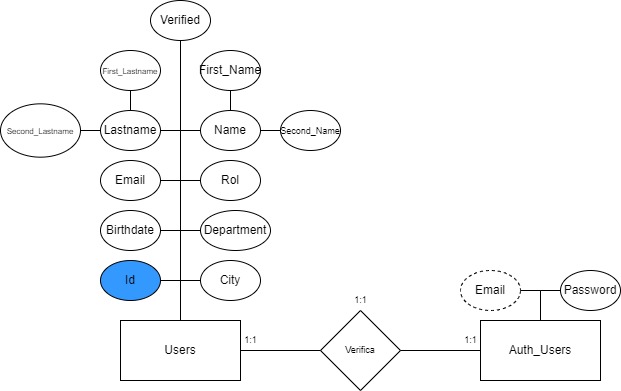 Verified
First_Lastname
First_Name
Second_Lastname
Lastname
Name
Second_Name
Email
Rol
Birthdate
Department
Id
City
Email
Password
1:1
Users
1:1
Verifica
1:1
Auth_Users